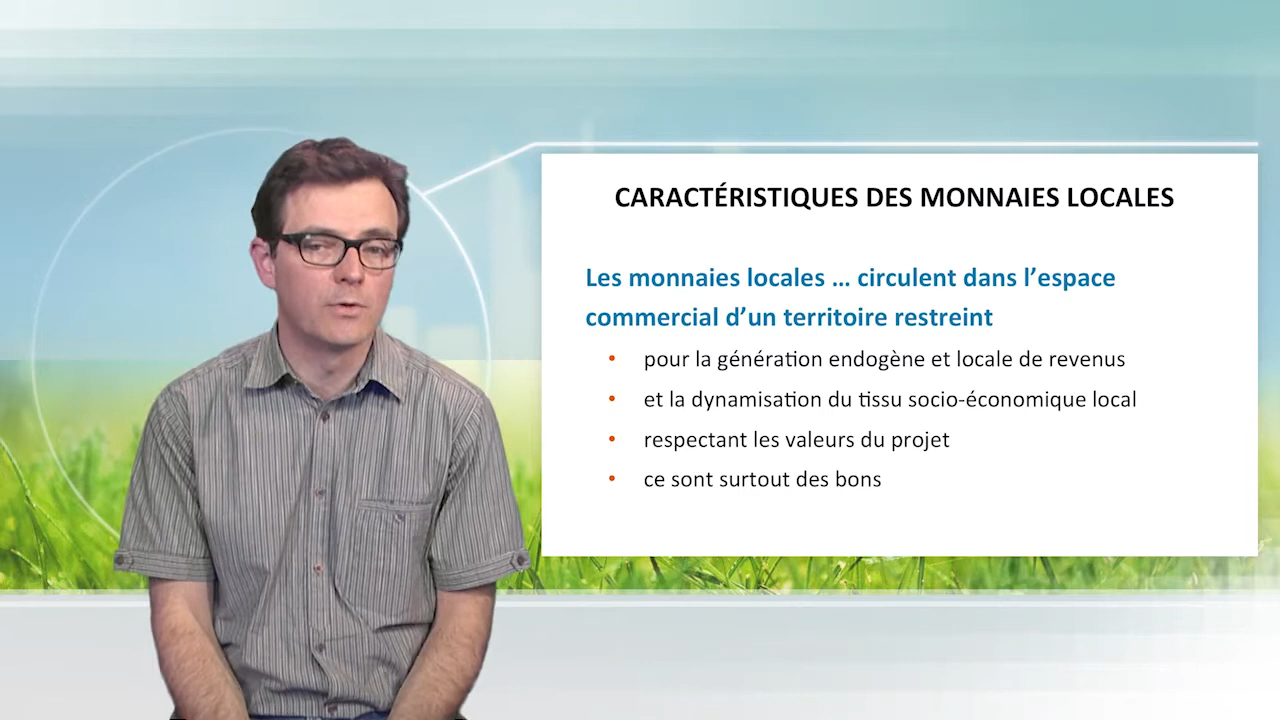 CARACTÉRISTIQUES DES MONNAIES LOCALES
Les monnaies locales ... circulent dans l’espace
commercial d’un territoire restreint
• pour la génération endogène et locale de revenus
• et la dynamisation du tissu socio-économique local
• respectant les valeurs du projet
• ce sont surtout des bons